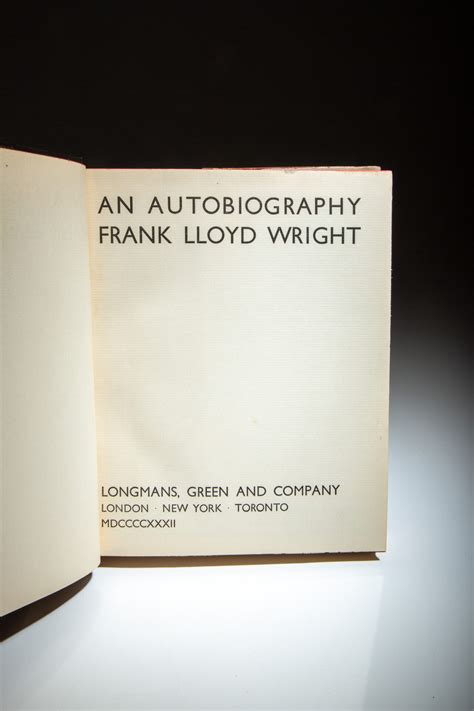 AN AUTOBIOGRAPHY
FRANK LLOYD WRIGHT
LONGMANS, GREEN AND COMPANY
LONDON · NEW YORK · TORONTO
MDCCCCXXXII